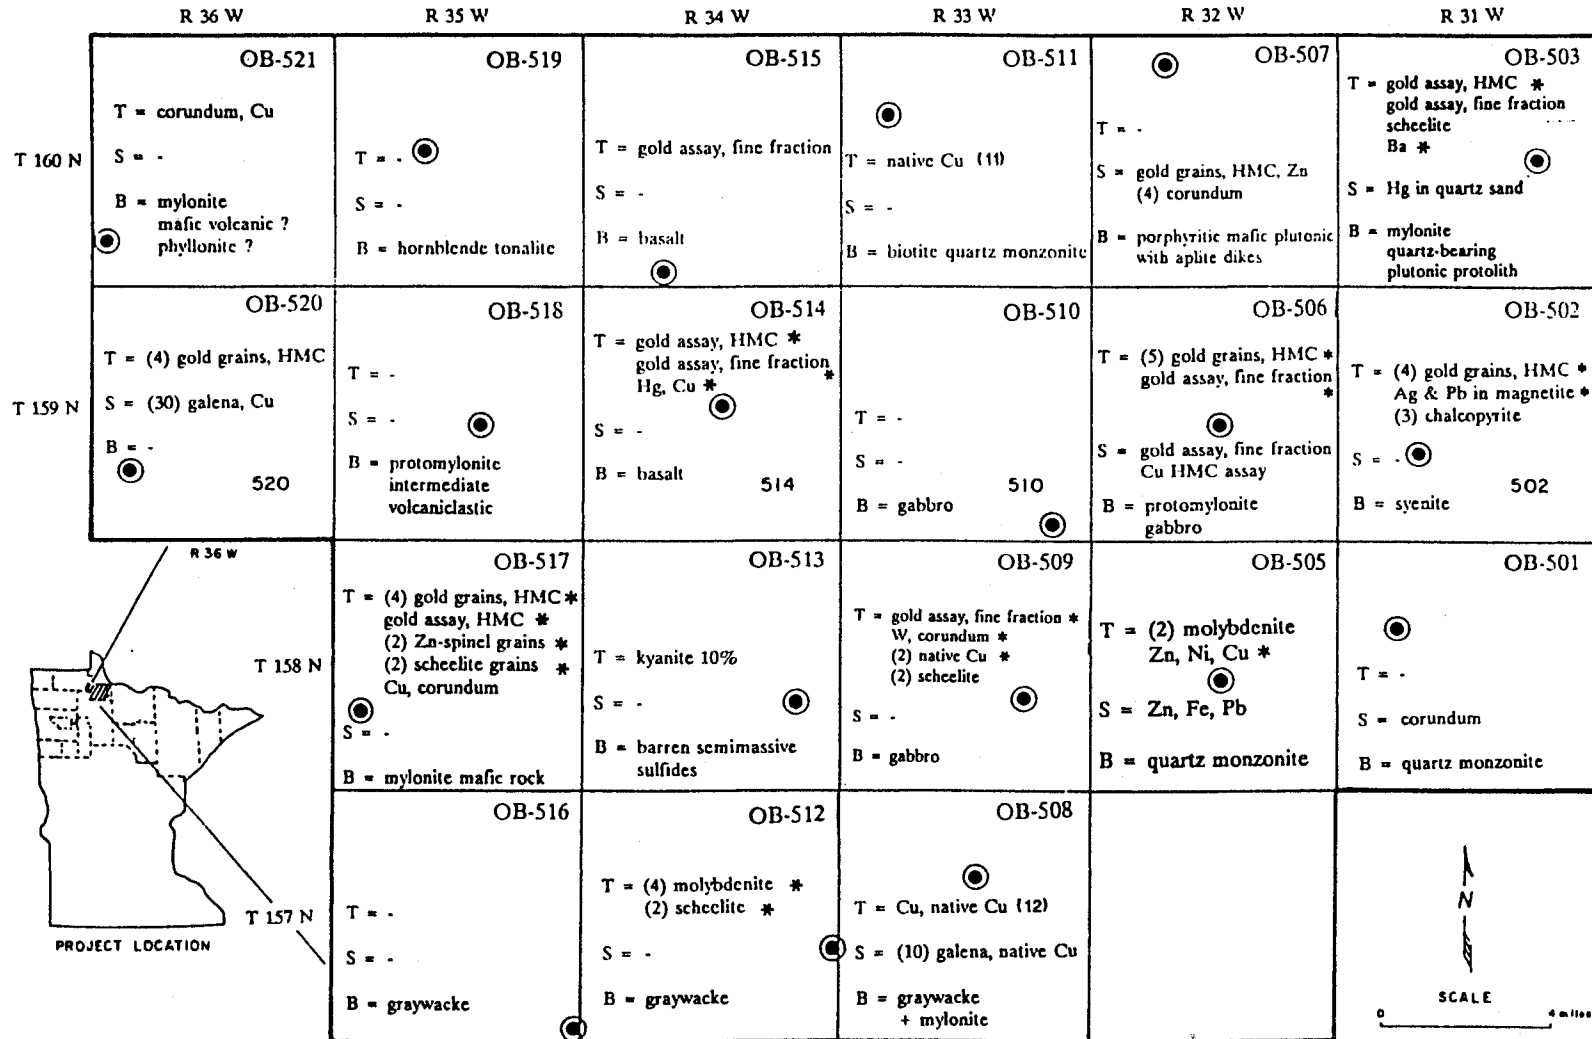 R 36 W
R 35 W
R 34 W
R 33 W
R 32 W
R 31 W
T 160 N
OB-521
T = corundum, Cu
S = -
B = mylonite
mafic volcanic ?
phyllonite ?
OB-519
T = -
S = -
B = hornblende tonalite
OB-515
T = gold assay, fine fraction
S = -
B = basalt
OB-511
T = native Cu (11)
S = -
B = biotite quartz monzonite
OB-507
T = -
S = gold grains, HMC, Zn
(4) corundum
B = porphyritic mafic plutonic
with aplite dikes
OB-503
T = gold assay, HMC *
gold assay, fine fraction
scheelite
Ba *
S = Hg in quartz sand
B = mylonite
quartz-bearing
plutonic protolith
T 159 N
OB-520
T = (4) gold grains, HMC
S = (30) galena, Cu
B = -
520
OB-518
T = -
S = -
B = protomylonite
intermediate
volcaniclastic
OB-514
T = gold assay, HMC *
gold assay, fine fraction *
Hg, Cu *
S = -
B = basalt
514
OB-510
T = -
S = -
510
B = gabbro
OB-506
T = (5) gold grains, HMC *
gold assay, fine fraction
*
S = gold assay, fine fraction
Cu HMC assay
B = protomylonite
gabbro
OB-502
T = (4) gold grains, HMC *
Ag & Pb in magnetite *
(3) chalcopyrite
S = -
502
B = syenite
R 36 W
T 158 N
OB-517
T = (4) gold grains, HMC *
gold assay, HMC *
(2) Zn-spinel grains *
(2) scheelite grains *
Cu, corundum
S = -
B = mylonite mafic rock
OB-513
T = kyanite 10%
S = -
B = barren semimassive
sulfides
OB-509
T = gold assay, fine fraction *
W, corundum *
(2) native Cu *
(2) scheelite
S = -
B = gabbro
OB-505
T = (2) molybdenite
Zn, Ni, Cu *
S = Zn, Fe, Pb
B = quartz monzonite
OB-501
T = -
S = corundum
B = quartz monzonite
T 157 N
OB-516
T = -
S = -
B = graywacke
OB-512
T = (4) molybdenite *
(2) scheelite *
S = -
B = graywacke
OB-508
T = Cu, native Cu (12)
S = (10) galena, native Cu
B = graywacke
+ mylonite
PROJECT LOCATION
N
SCALE
0 4 miles